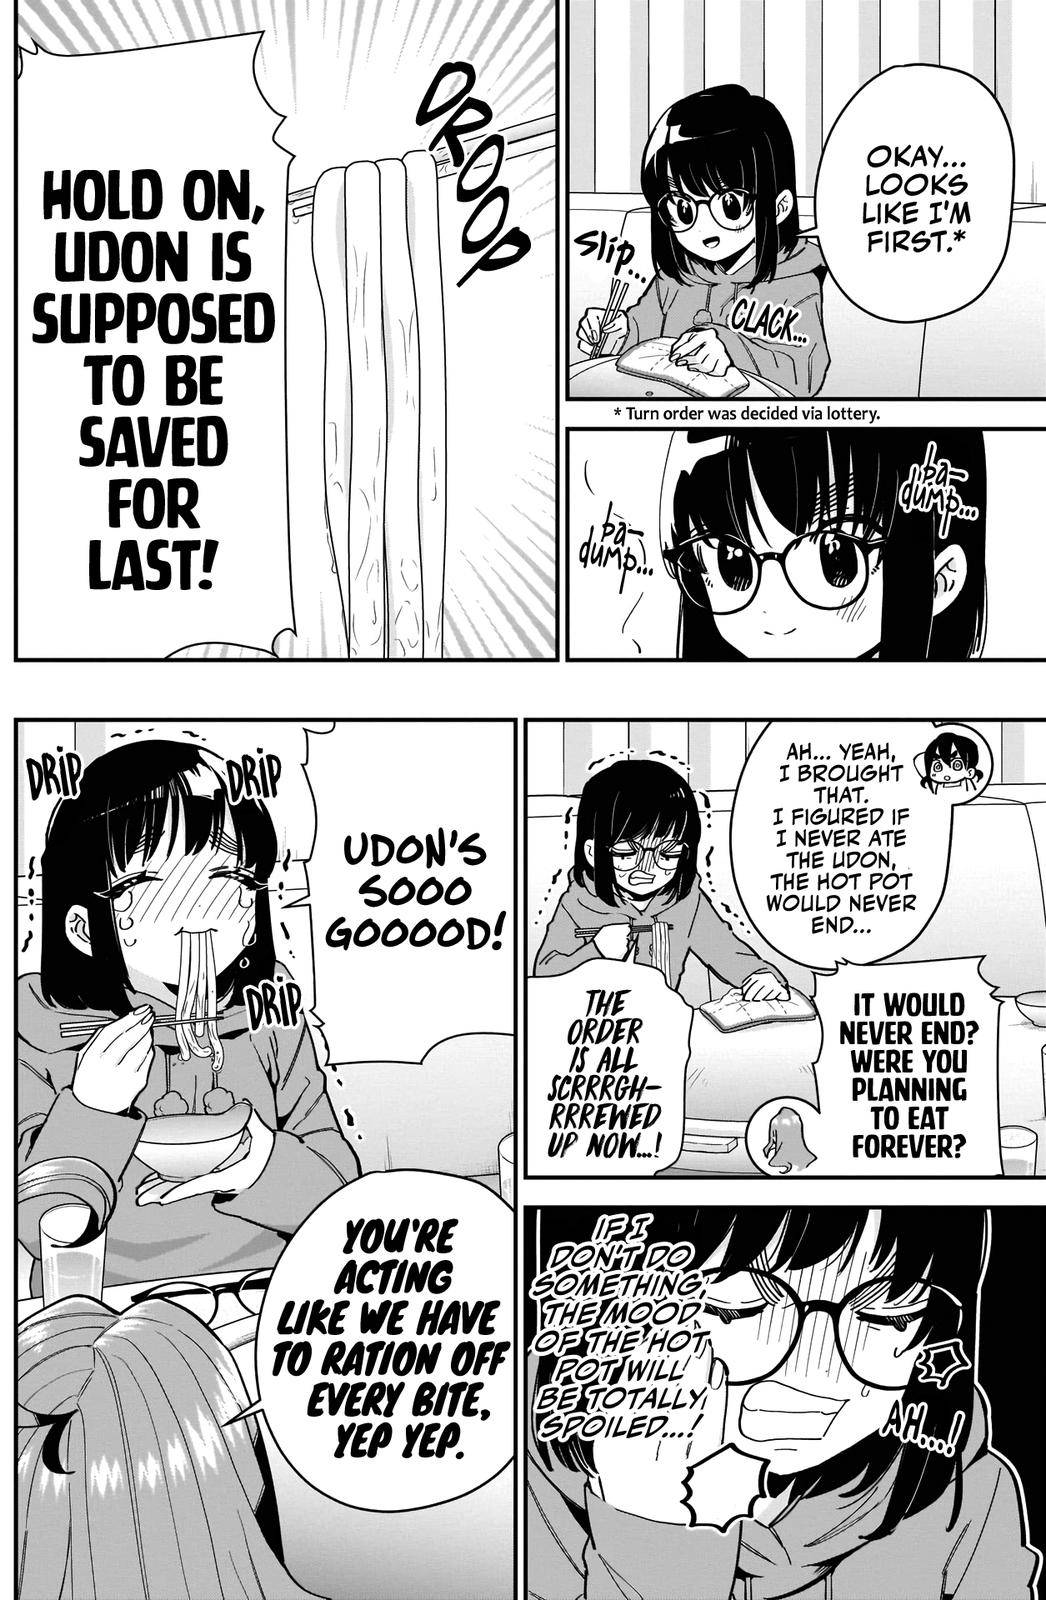 OKAY...
LOOKS
LIKE I'M
FIRST.*
Slip...
CLACK...
* Turn order was decided via lottery.
ba-
dump...
ba-
dump...
DROOP
HOLD ON,
UDON IS
SUPPOSED
TO BE
SAVED
FOR
LAST!
AH... YEAH,
I BROUGHT
THAT.
I FIGURED IF
I NEVER ATE
THE UDON,
THE HOT POT
WOULD NEVER
END...
IT WOULD
NEVER END?
WERE YOU
PLANNING
TO EAT
FOREVER?
THE
ORDER
IS ALL
SCRRRGH-
RRREWED
UP NOW...!
IF I
DON'T DO
SOMETHING,
THE MOOD
OF THE HOT
POT WILL
BE TOTALLY
SPOILED...!
AH...!
DRIP
DRIP
UDON'S
SOOO
GOOOOD!
DRIP
YOU'RE
ACTING
LIKE WE HAVE
TO RATION OFF
EVERY BITE,
YEP YEP.